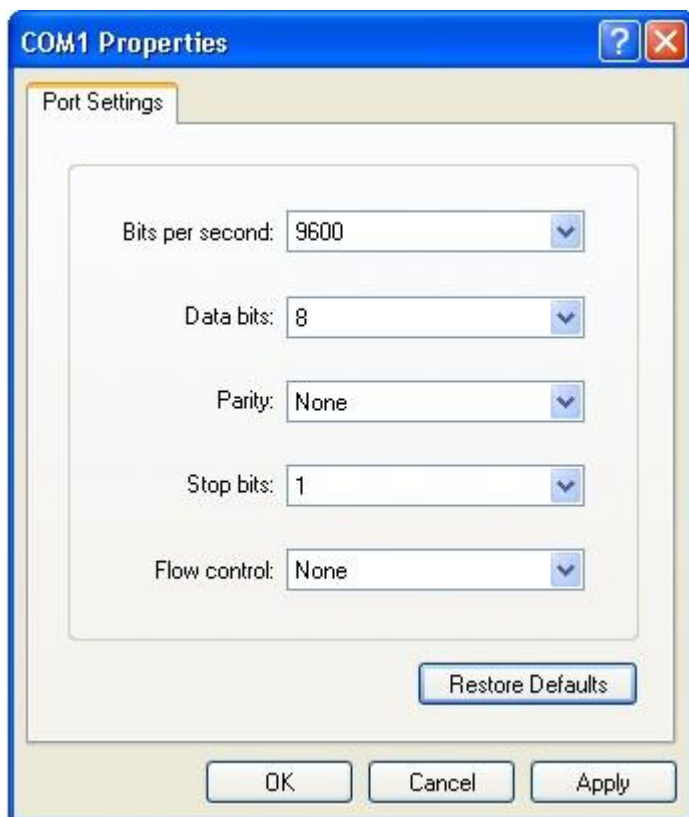 COM1 Properties
Port Settings
Bits per second: 9600
Data bits: 8
Parity: None
Stop bits: 1
Flow control: None
Restore Defaults
OK Cancel Apply